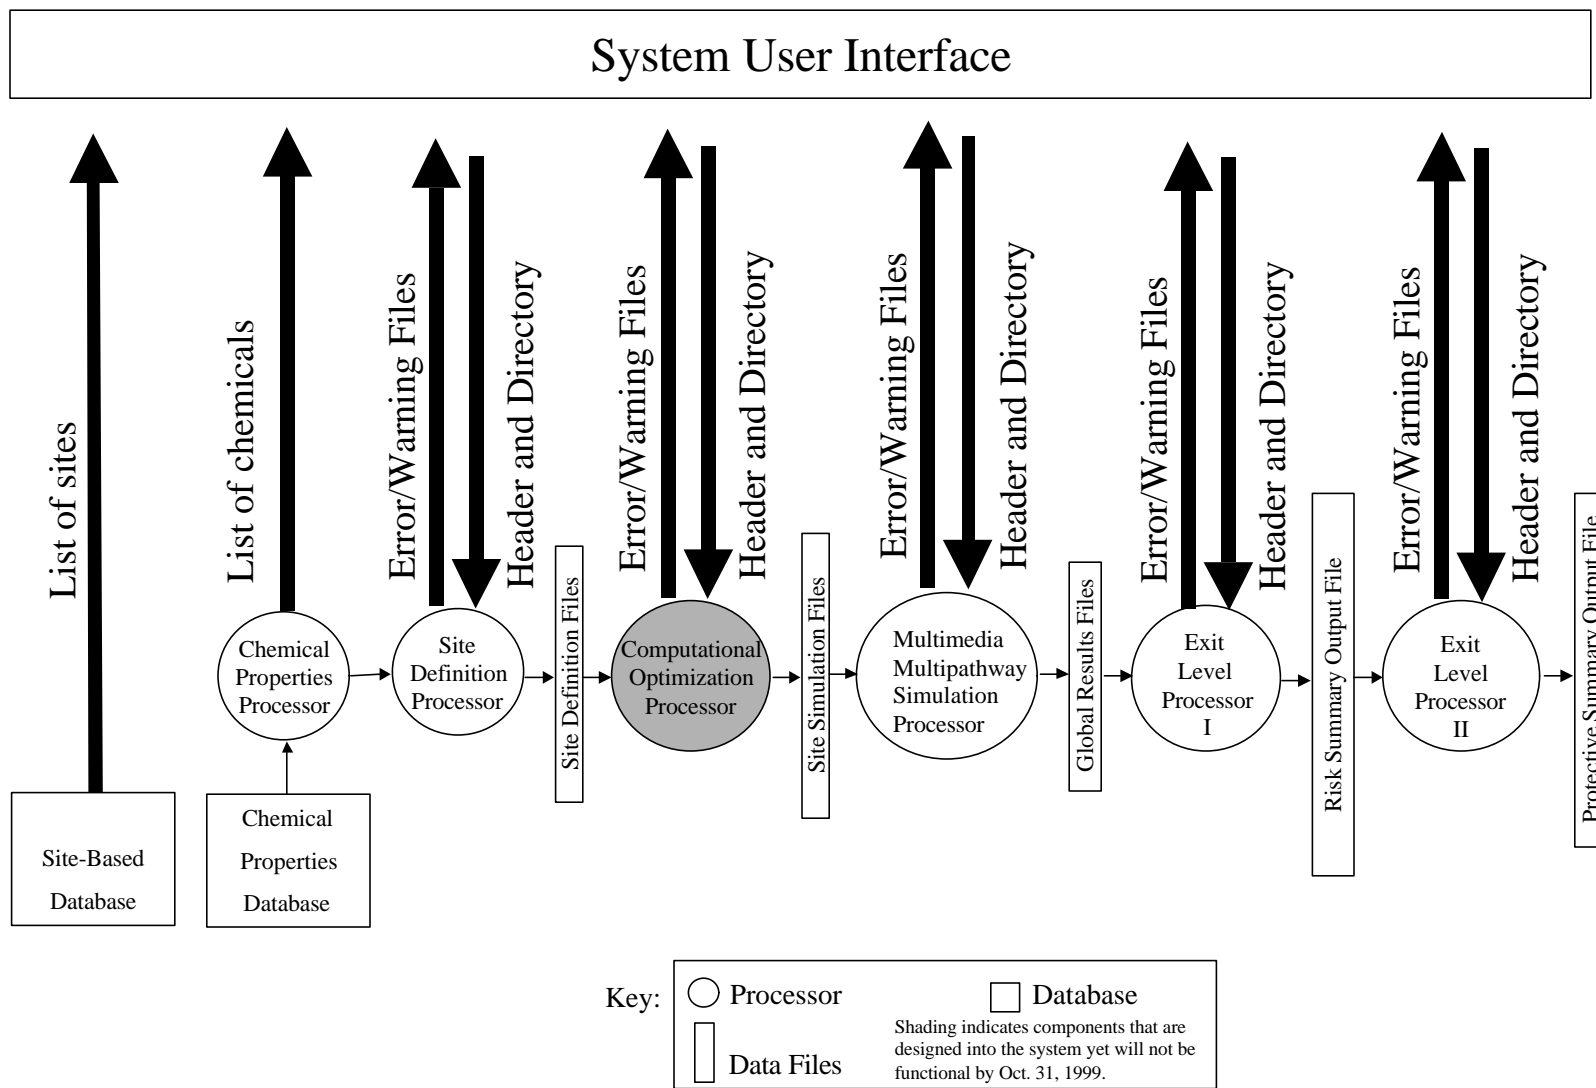 System User Interface
List of sites
List of chemicals
Error/Warning Files
Header and Directory
Error/Warning Files
Header and Directory
Error/Warning Files
Header and Directory
Error/Warning Files
Header and Directory
Error/Warning Files
Header and Directory
Chemical
Properties
Processor
Site
Definition
Processor
Site Definition Files
Computational
Optimization
Processor
Site Simulation Files
Multimedia
Multipathway
Simulation
Processor
Global Results Files
Exit
Level
Processor
I
Risk Summary Output File
Exit
Level
Processor
II
Protective Summary Output File
Site-Based
Database
Chemical
Properties
Database
Key:
Processor
Database
Data Files
Shading indicates components that are
designed into the system yet will not be
functional by Oct. 31, 1999.